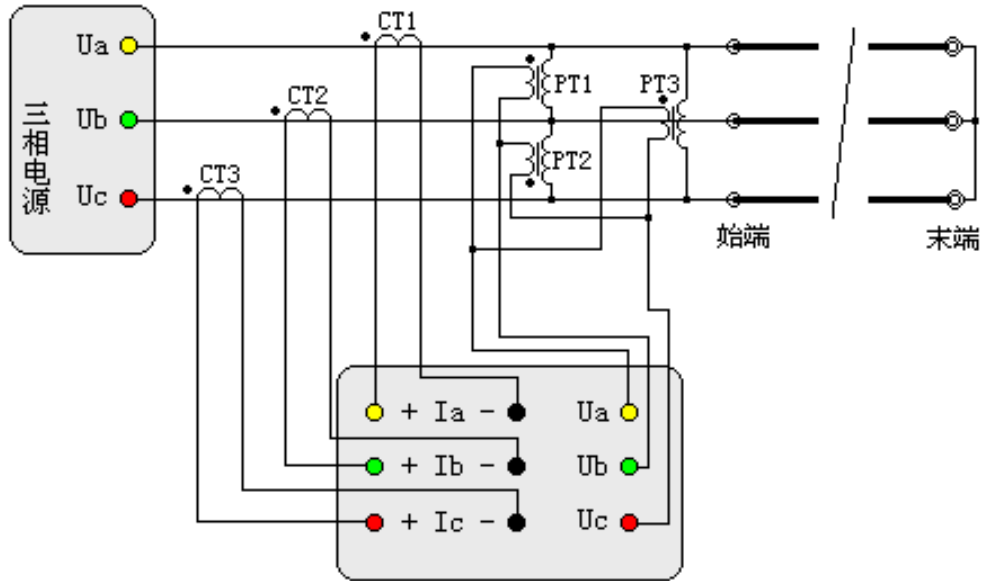 CT1
Ua
CT2
PT1
PT3
三相电源
Ub
PT2
CT3
Uc
始端
末端
+ Ia -
Ua
+ Ib -
Ub
+ Ic -
Uc